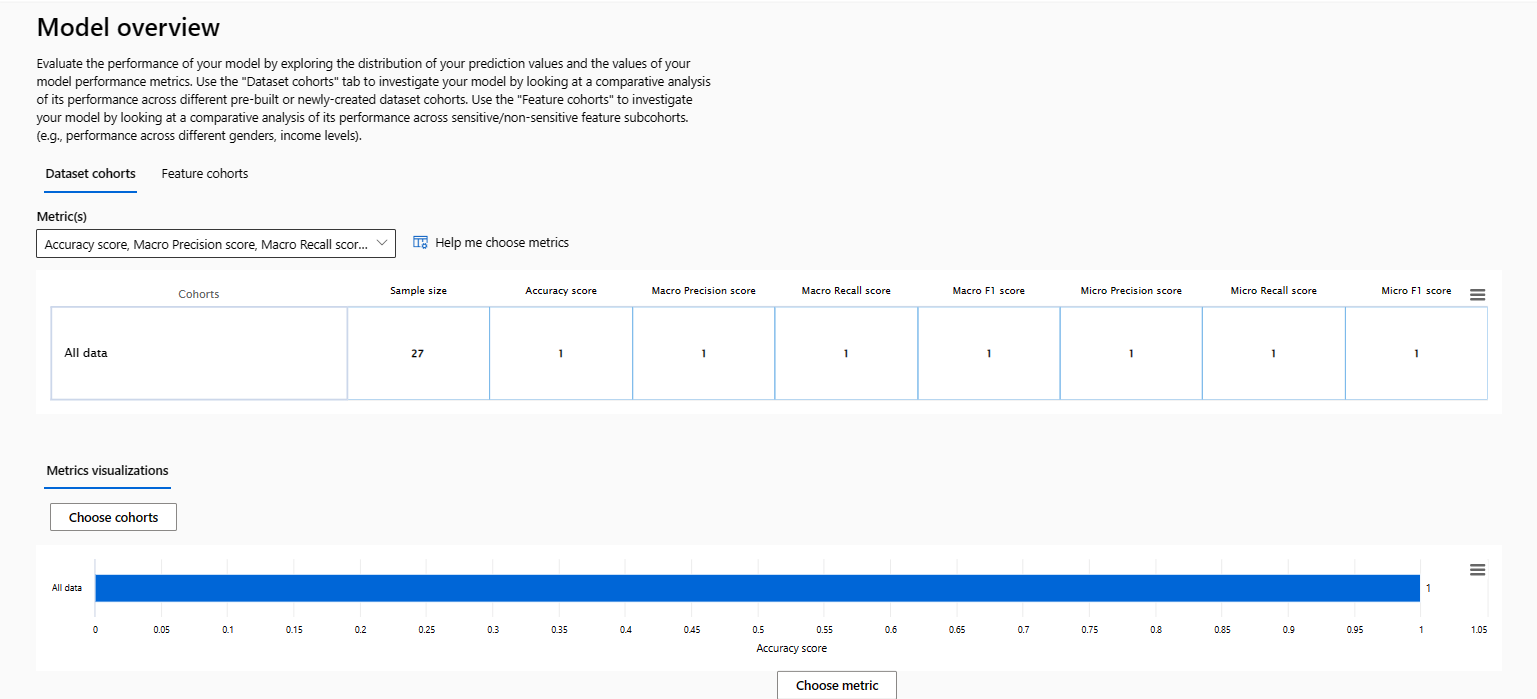 Model overview
Evaluate the performance of your model by exploring the distribution of your prediction values and the values of your
model performance metrics. Use the "Dataset cohorts" tab to investigate your model by looking at a comparative analysis
of its performance across different pre-built or newly-created dataset cohorts. Use the "Feature cohorts" to investigate
your model by looking at a comparative analysis of its performance across sensitive/non-sensitive feature subcohorts.
(e.g., performance across different genders, income levels).
Dataset cohorts Feature cohorts
Metric(s)
Accuracy score, Macro Precision score, Macro Recall scor... Help me choose metrics
Cohorts Sample size Accuracy score Macro Precision score Macro Recall score Macro F1 score Micro Precision score Micro Recall score Micro F1 score
All data 27 1 1 1 1 1 1 1
Metrics visualizations
Choose cohorts
All data 1
0 0.05 0.1 0.15 0.2 0.25 0.3 0.35 0.4 0.45 0.5 0.55 0.6 0.65 0.7 0.75 0.8 0.85 0.9 0.95 1 1.05
Accuracy score
Choose metric